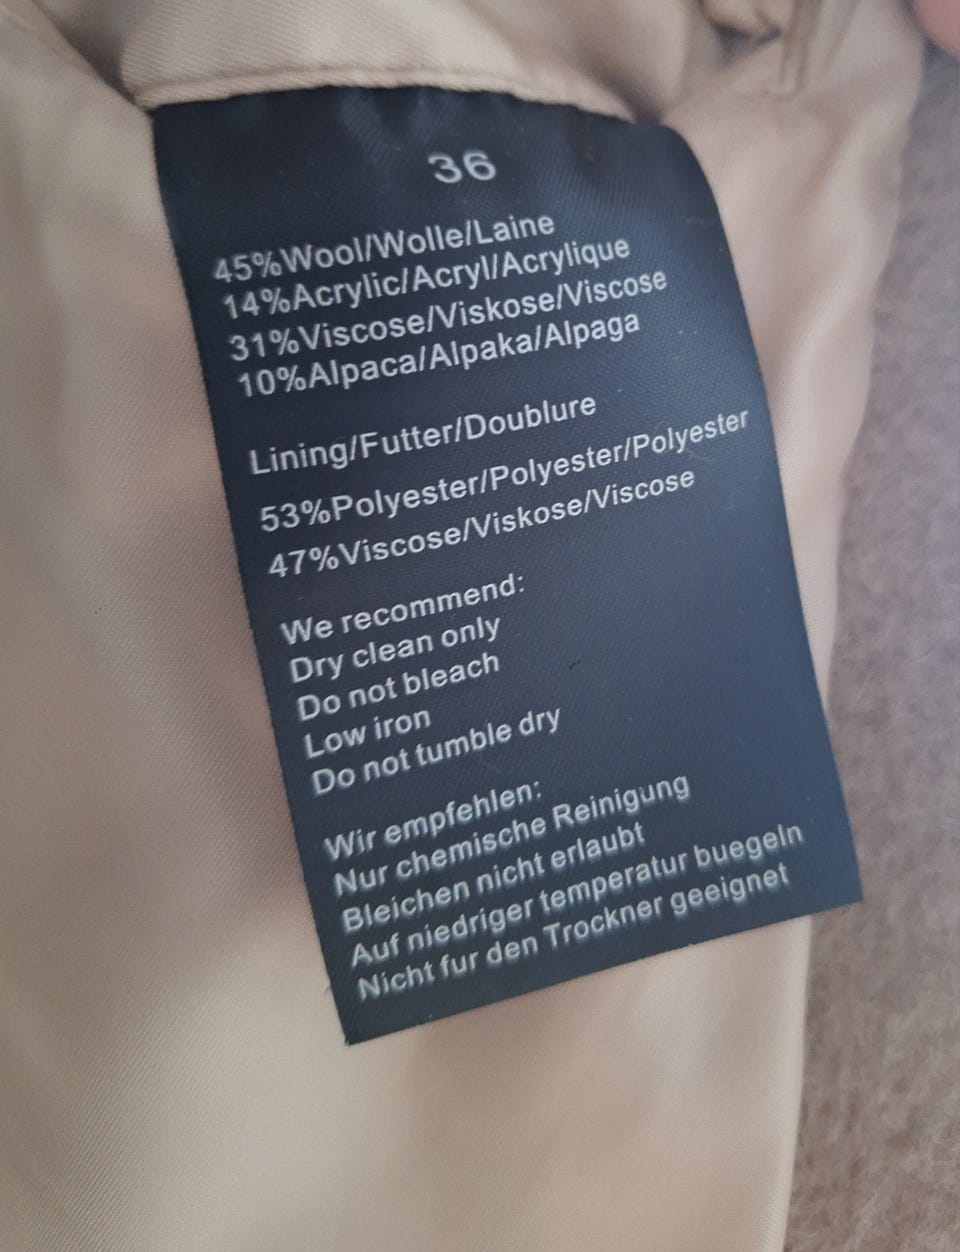 36
45%Wool/Wolle/Laine
14%Acrylic/Acryl/Acrylique
31%Viscose/Viskose/Viscose
10%Alpaca/Alpaka/Alpaga
Lining/Futter/Doublure
53%Polyester/Polyester/Polyester
47%Viscose/Viskose/Viscose
We recommend:
Dry clean only
Do not bleach
Low iron
Do not tumble dry
Wir empfehlen:
Nur chemische Reinigung
Bleichen nicht erlaubt
Auf niedriger temperatur buegeln
Nicht fur den Trockner geeignet